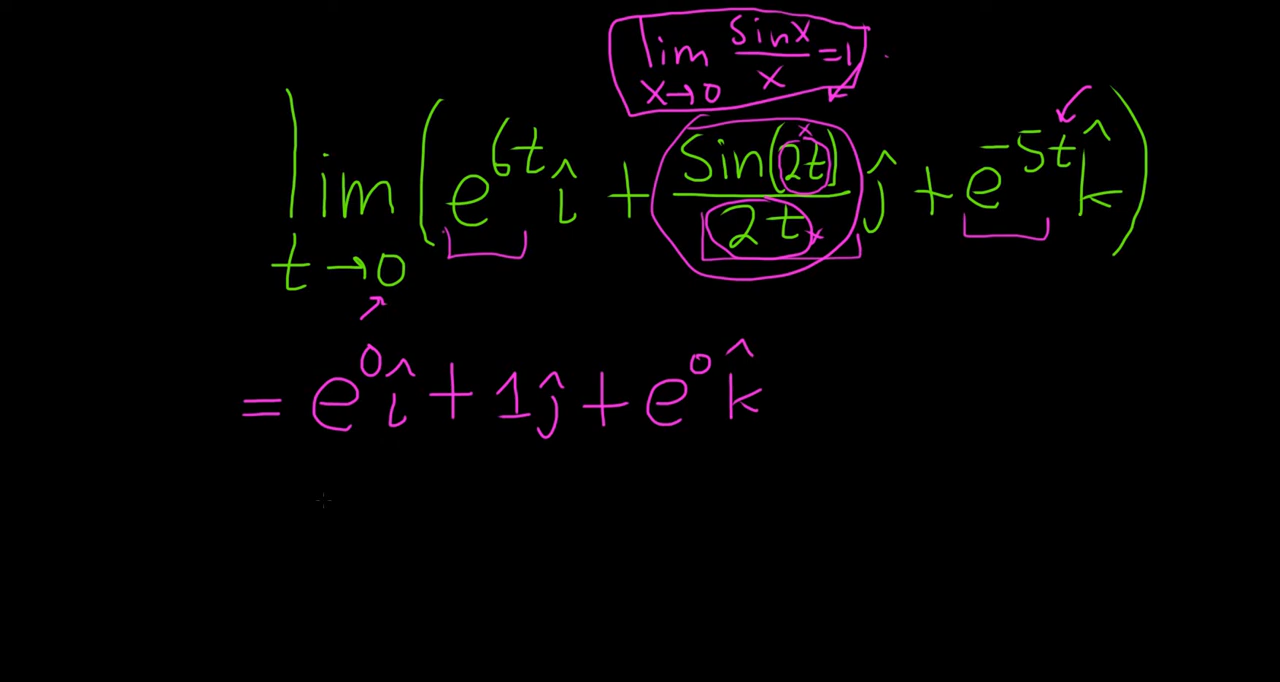 lim x→0 sinx/x = 1
lim t→0 (e^{6t} î + sin(2t)/2t ĵ + e^{-5t} k̂)
x
x
= e^0 î + 1 ĵ + e^0 k̂